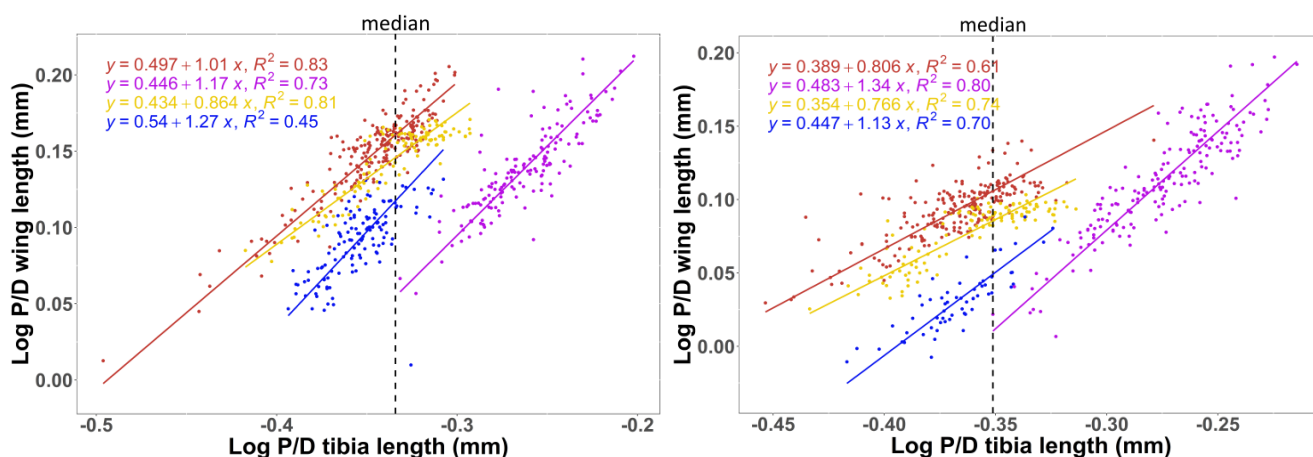 median
y = 0.497 + 1.01 x, R² = 0.83
y = 0.446 + 1.17 x, R² = 0.73
y = 0.434 + 0.864 x, R² = 0.81
y = 0.54 + 1.27 x, R² = 0.45
Log P/D wing length (mm)
0.20
0.15
0.10
0.05
0.00
-0.5
-0.4
-0.3
-0.2
Log P/D tibia length (mm)
median
y = 0.389 + 0.806 x, R² = 0.61
y = 0.483 + 1.34 x, R² = 0.80
y = 0.354 + 0.766 x, R² = 0.74
y = 0.447 + 1.13 x, R² = 0.70
Log P/D wing length (mm)
0.20
0.15
0.10
0.05
0.00
-0.45
-0.40
-0.35
-0.30
-0.25
Log P/D tibia length (mm)